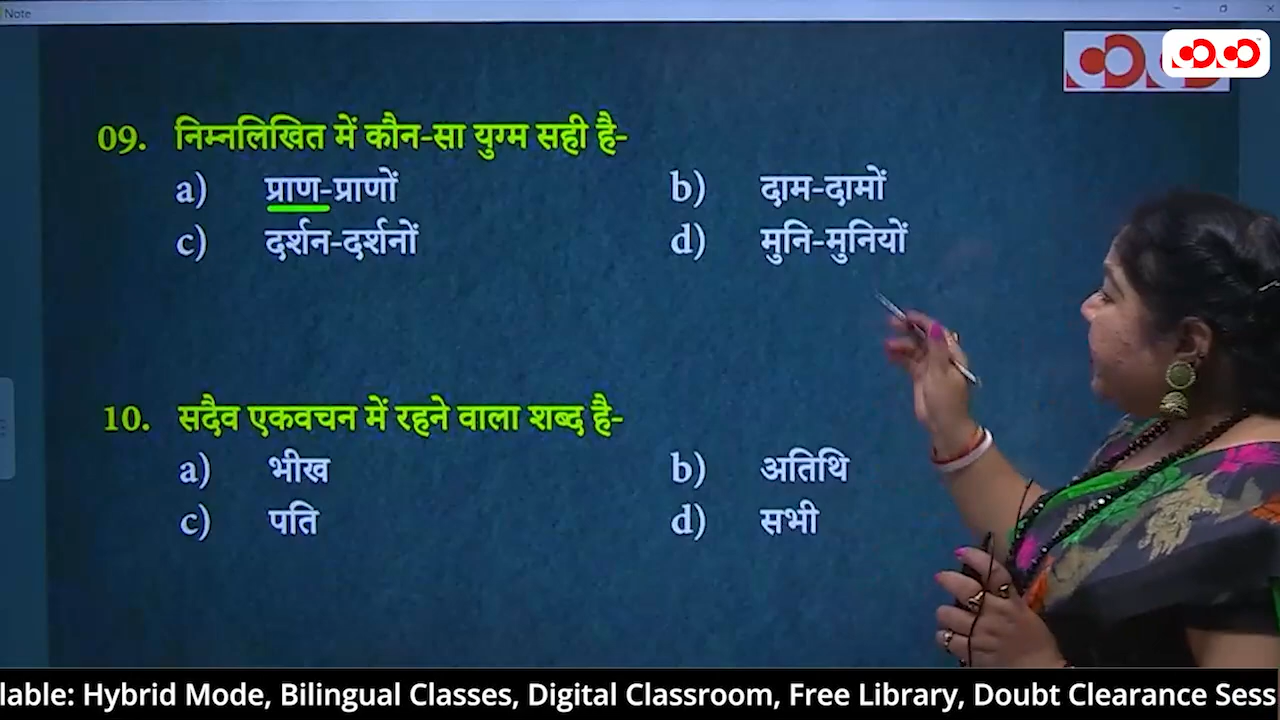 Note
09. निम्नलिखित में कौन-सा युग्म सही है-
a) प्राण-प्राणों b) दाम-दामों
c) दर्शन-दर्शनों d) मुनि-मुनियों
10. सदैव एकवचन में रहने वाला शब्द है-
a) भीख b) अतिथि
c) पति d) सभी
lable: Hybrid Mode, Bilingual Classes, Digital Classroom, Free Library, Doubt Clearance Sess